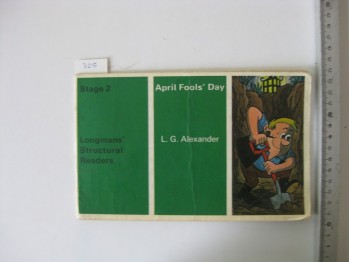 Stage 2
Longmans'
Structural
Readers
April Fools' Day
L. G. Alexander